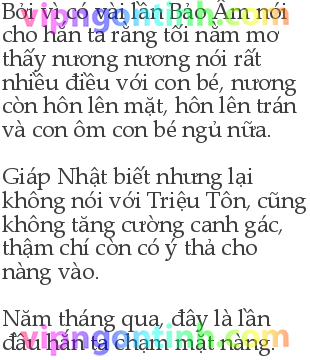 Bởi vì có vài lần Bảo Âm nói
cho hắn ta rằng tối nằm mơ
thấy nương nương nói rất
nhiều điều với con bé, nương
còn hôn lên mặt, hôn lên trán
và con ôm con bé ngủ nữa.
Giáp Nhật biết nhưng lại
không nói với Triệu Tôn, cũng
không tăng cường canh gác,
thậm chí còn có ý thả cho
nàng vào.
Năm tháng qua, đây là lần
đầu hắn ta chạm mặt nàng.
vipngontinh.com
vipngontinh.com